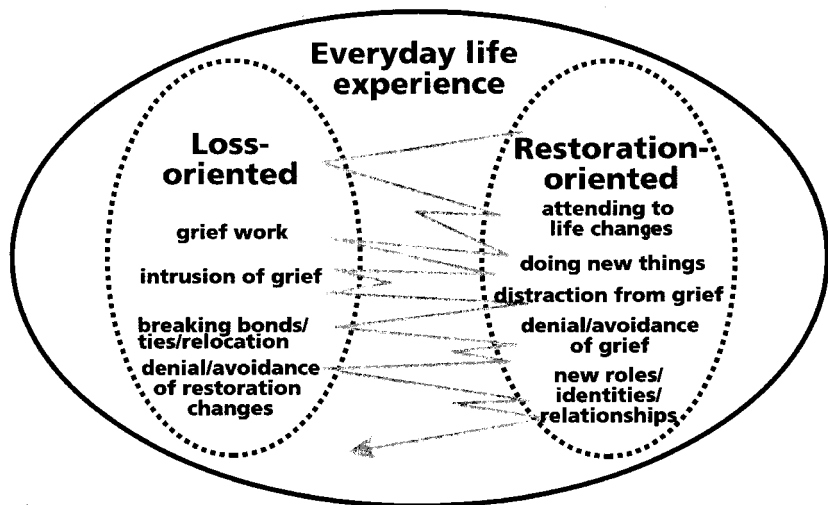 Everyday life
experience
Loss-
oriented
grief work
intrusion of grief
breaking bonds/
ties/relocation
denial/avoidance
of restoration
changes
Restoration-
oriented
attending to
life changes
doing new things
distraction from grief
denial/avoidance
of grief
new roles/
identities/
relationships